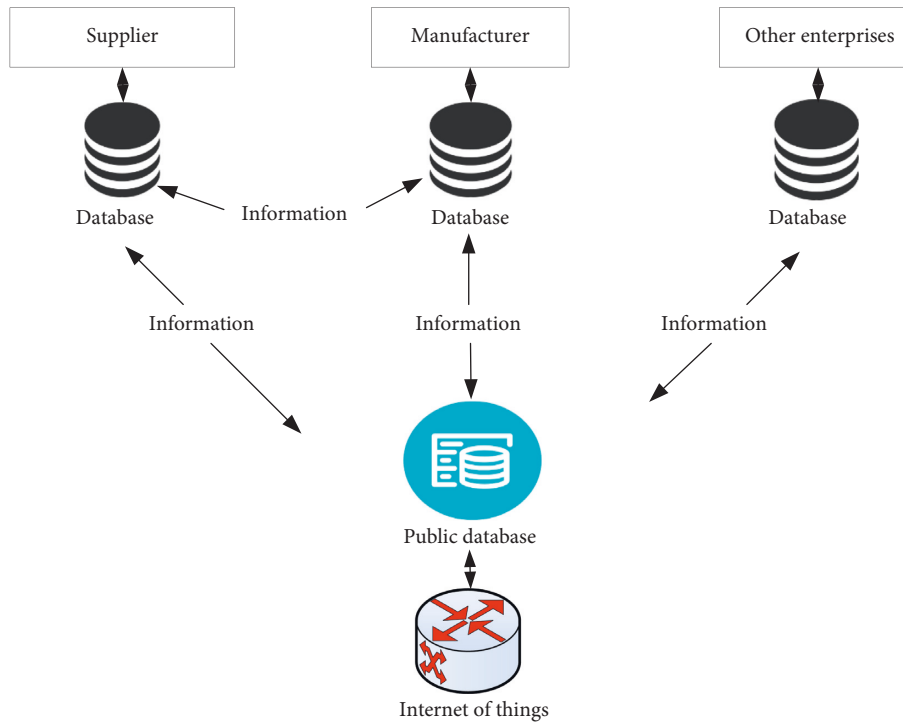 Supplier
Manufacturer
Other enterprises
Database
Information
Database
Database
Information
Information
Information
Public database
Internet of things